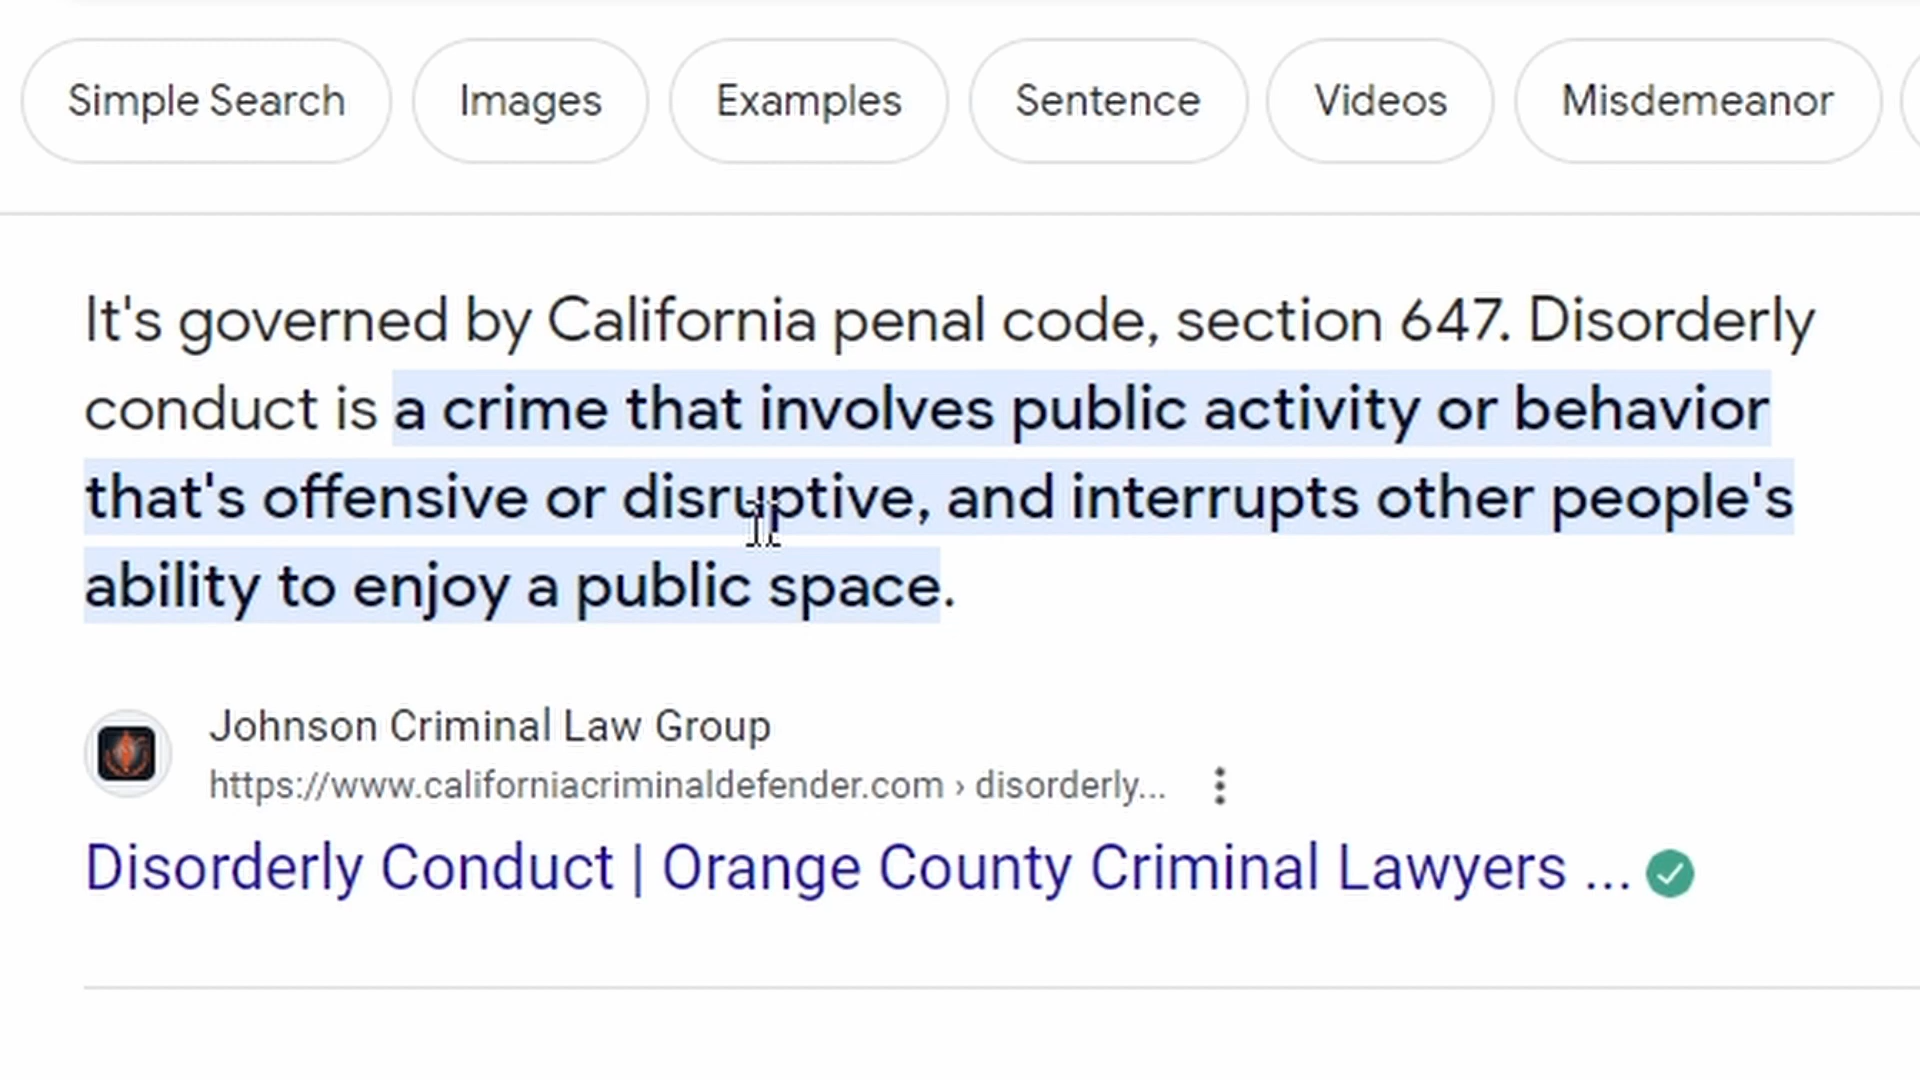 Simple Search Images Examples Sentence Videos Misdemeanor
It's governed by California penal code, section 647. Disorderly
conduct is a crime that involves public activity or behavior
that's offensive or disruptive, and interrupts other people's
ability to enjoy a public space.
Johnson Criminal Law Group
https://www.californiacriminaldefender.com › disorderly...
Disorderly Conduct | Orange County Criminal Lawyers ...